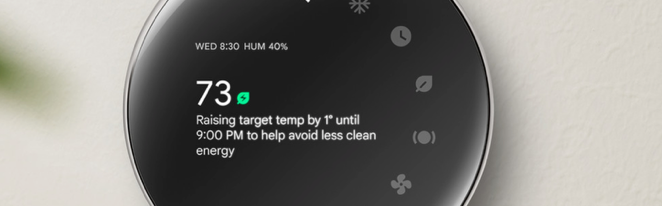 WED 8:30 HUM 40%
73
Raising target temp by 1° until
9:00 PM to help avoid less clean
energy